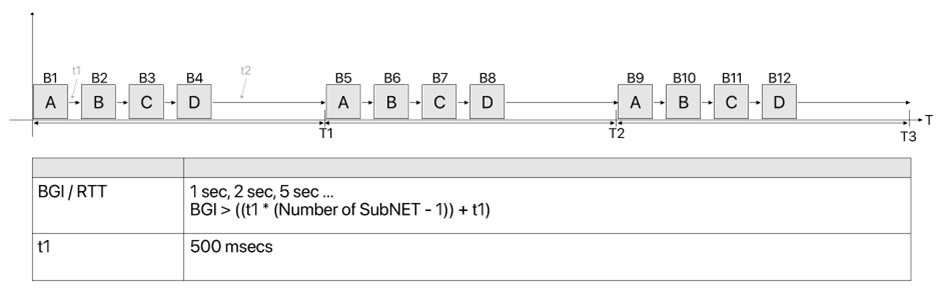 B1 t1 B2 B3 B4 t2 B5 B6 B7 B8 B9 B10 B11 B12
A B C D A B C D A B C D
T
T1 T2 T3
BGI / RTT
1 sec, 2 sec, 5 sec ...
BGI > ((t1 * (Number of SubNET - 1)) + t1)
t1
500 msecs